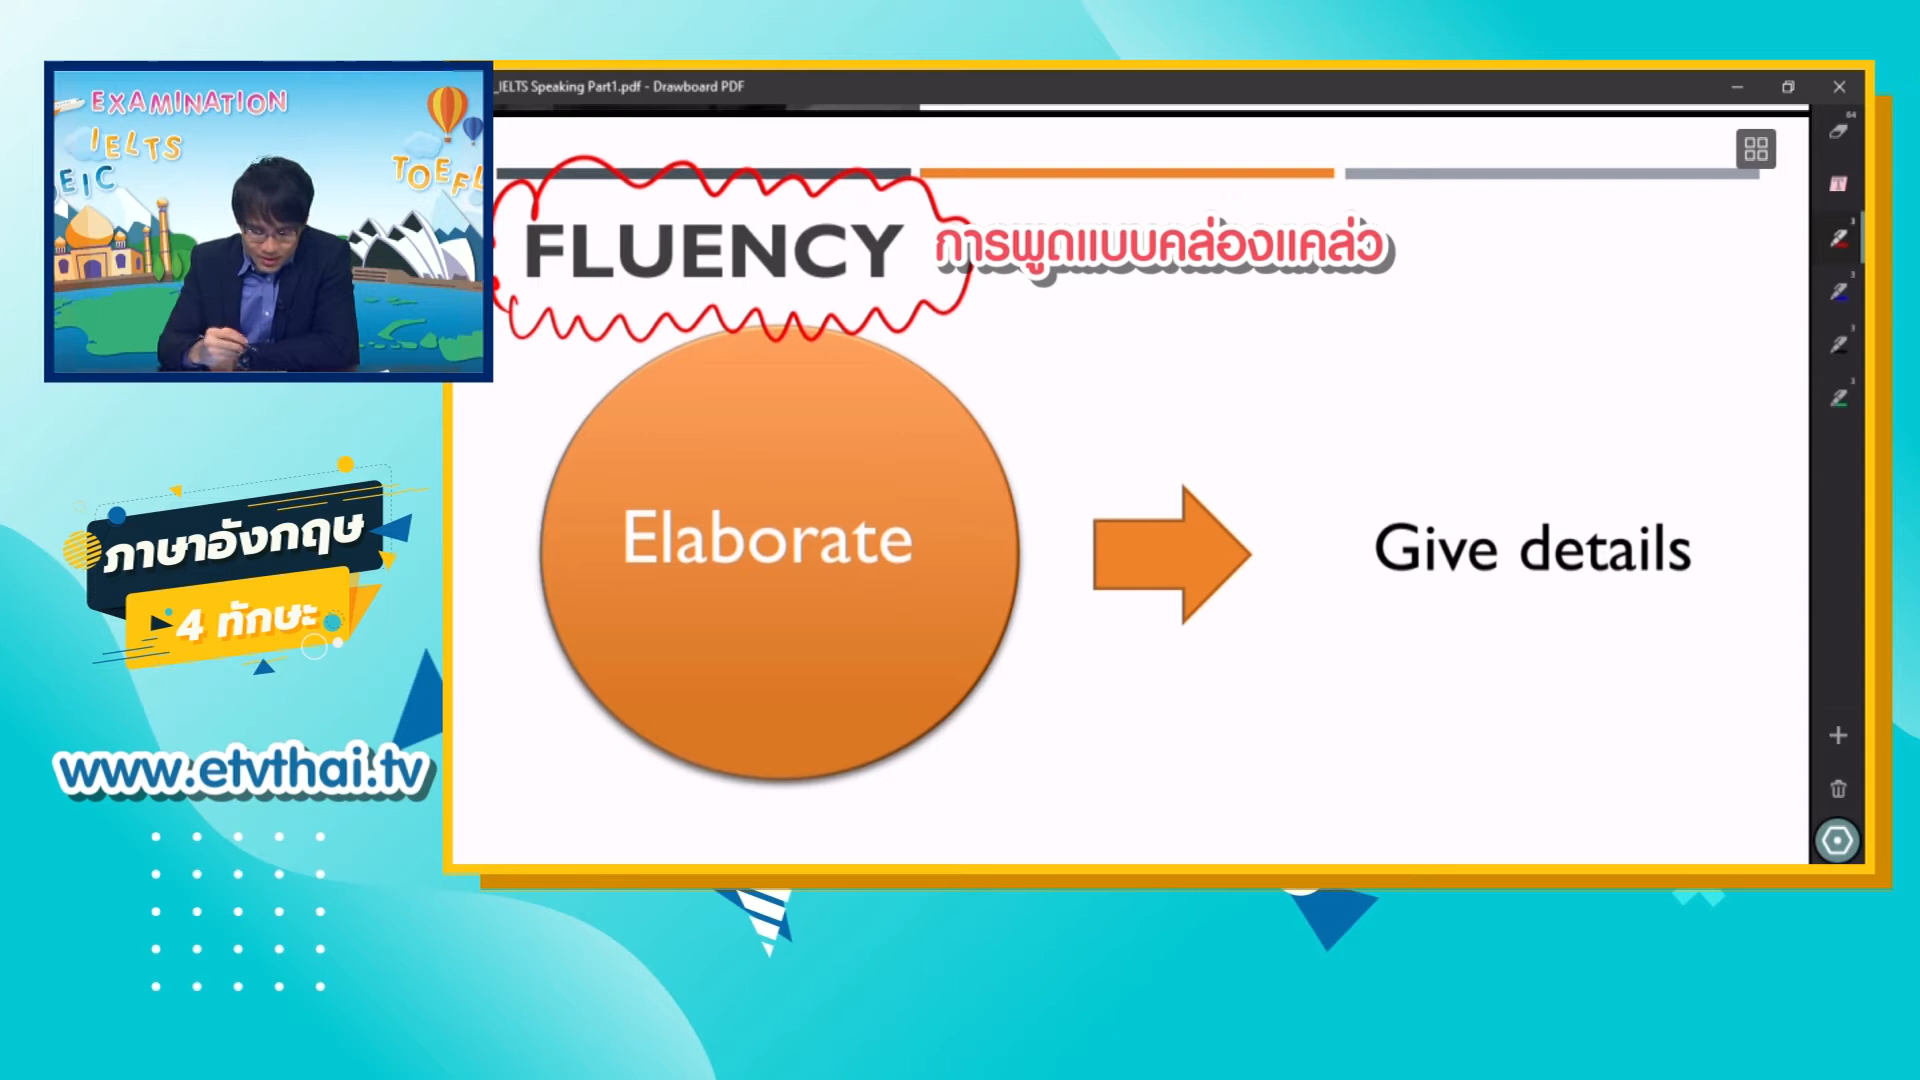 _IELTS Speaking Part1.pdf - Drawboard PDF
EXAMINATION
IELTS
EIC
TOEFL
FLUENCY
การพูดแบบคล่องแคล่ว
Elaborate
Give details
ภาษาอังกฤษ
4 ทักษะ
www.etvthai.tv